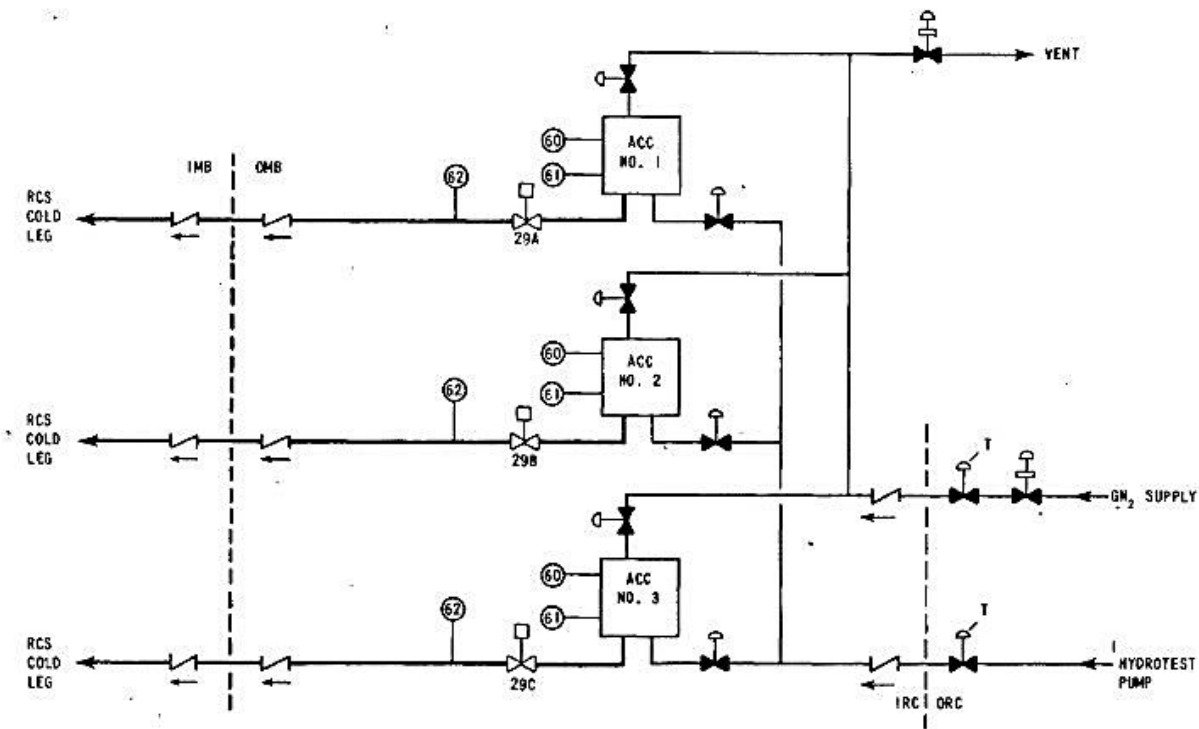 VENT
ACC
NO. 1
60
61
62
IMB
OMB
RCS
COLD
LEG
29A
ACC
NO. 2
60
61
62
RCS
COLD
LEG
29B
T
GN₂ SUPPLY
ACC
NO. 3
60
61
62
T
RCS
COLD
LEG
29C
HYDROTEST
PUMP
IRC
ORC